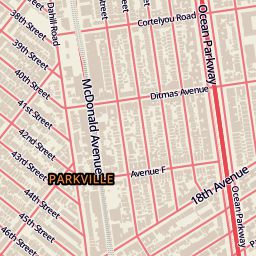 38th Street
Dahill Road
Cortelyou Road
Ocean Parkway
39th Street
40th Street
Ditmas Avenue
41st Street
McDonald Avenue
42nd Street
43rd Street
Avenue F
PARKVILLE
18th Avenue
44th Street
46th Street
45th Street
Ocean Parkway